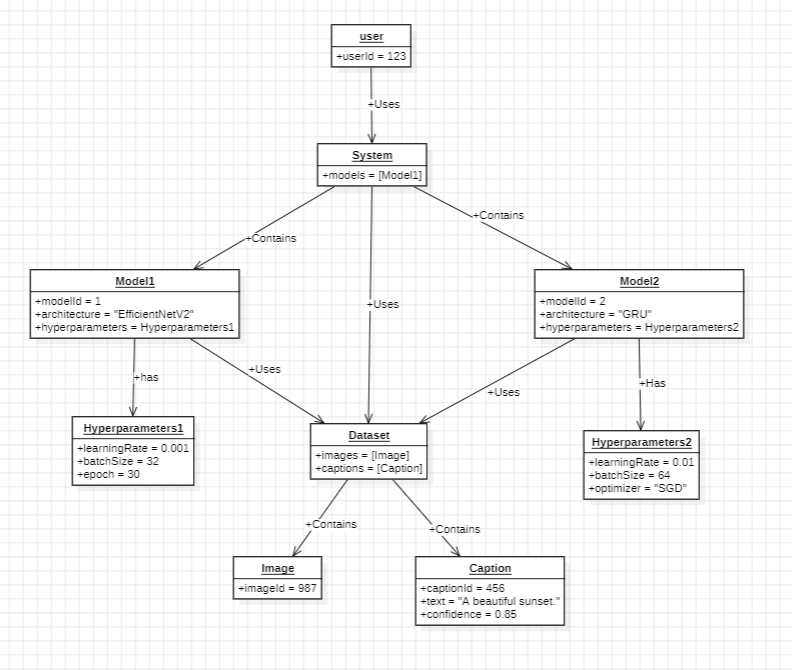 user
+userId = 123
+Uses
System
+models = [Model1]
+Contains
+Contains
Model1
+modelId = 1
+architecture = "EfficientNetV2"
+hyperparameters = Hyperparameters1
+Uses
Model2
+modelId = 2
+architecture = "GRU"
+hyperparameters = Hyperparameters2
+has
+Uses
+Uses
+Has
Hyperparameters1
+learningRate = 0.001
+batchSize = 32
+epoch = 30
Dataset
+images = [Image]
+captions = [Caption]
Hyperparameters2
+learningRate = 0.01
+batchSize = 64
+optimizer = "SGD"
+Contains
+Contains
Image
+imageId = 987
Caption
+captionId = 456
+text = "A beautiful sunset."
+confidence = 0.85